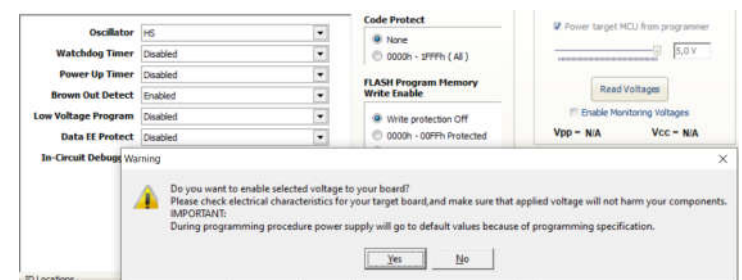 Oscillator HS
Watchdog Timer Disabled
Power Up Timer Disabled
Brown Out Detect Enabled
Low Voltage Program Disabled
Data EE Protect Disabled
In-Circuit Debugg
Code Protect
None
0000h - 1FFFh ( All )
FLASH Program Memory
Write Enable
Write protection Off
0000h - 00FFh Protected
Power target MCU from programmer
5,0 V
Read Voltages
Enable Monitoring Voltages
Vpp = N/A Vcc = N/A
Warning
Do you want to enable selected voltage to your board?
Please check electrical characteristics for your target board,and make sure that applied voltage will not harm your components.
IMPORTANT:
During programming procedure power supply will go to default values because of programming specification.
Yes No
ID Locations